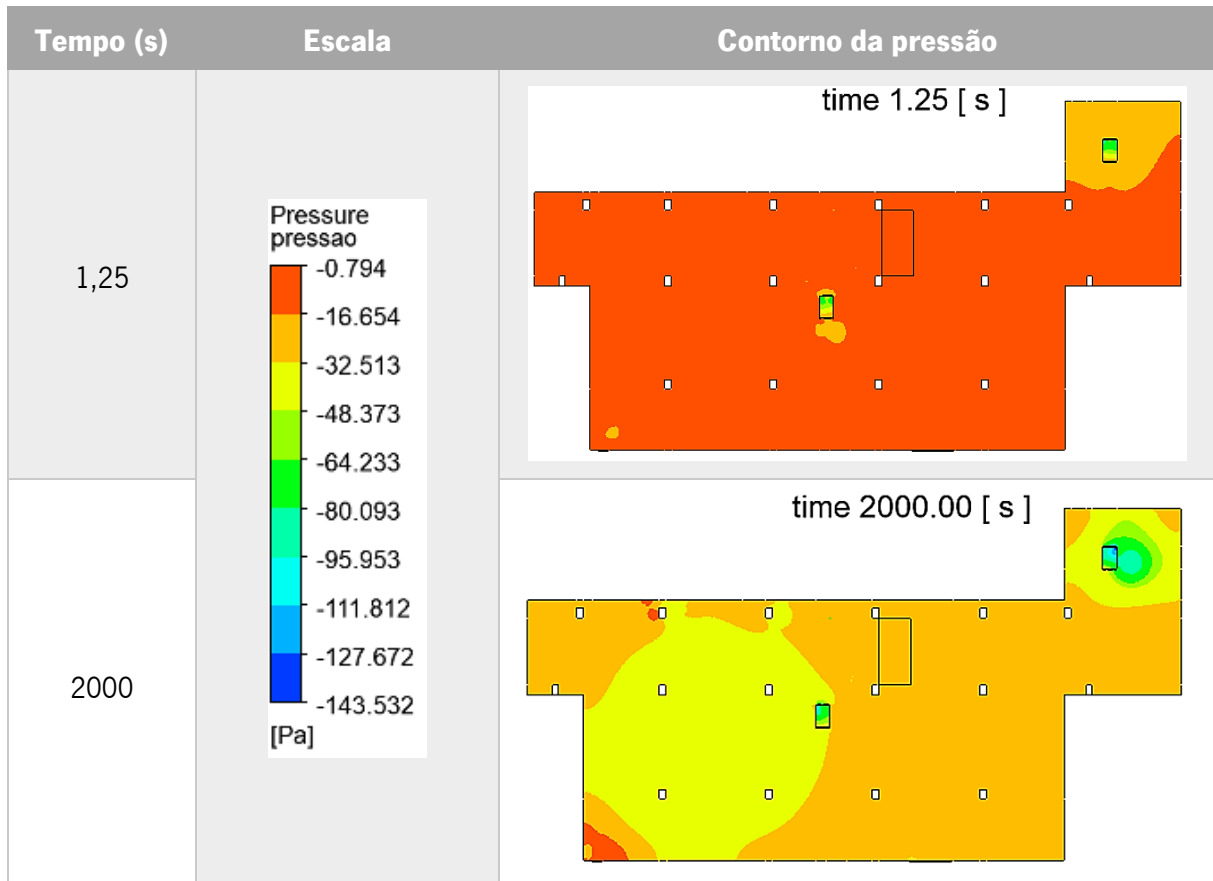 Tempo (s) Escala Contorno da pressão
time 1.25 [ s ]
1,25
Pressure
pressao
-0.794
-16.654
-32.513
-48.373
-64.233
-80.093
-95.953
-111.812
-127.672
-143.532
[Pa]
time 2000.00 [ s ]
2000